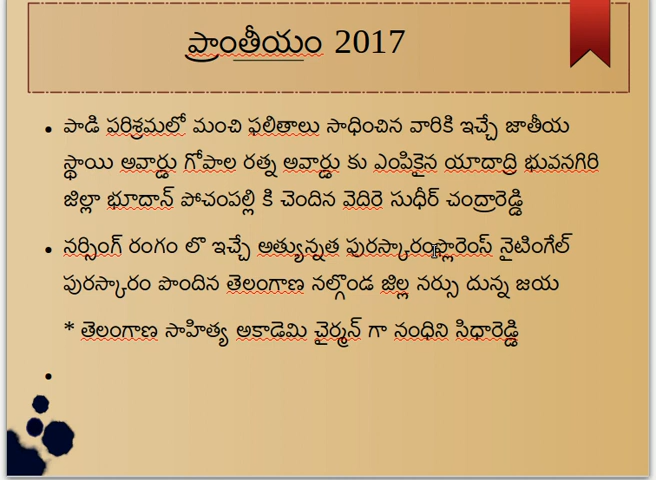 ప్రాంతీయం 2017
పాడి పరిశ్రమలో మంచి ఫలితాలు సాధించిన వారికి ఇచ్చే జాతీయ
స్థాయి అవార్డు గోపాల రత్న అవార్డు కు ఎంపికైన యాదాద్రి భువనగిరి
జిల్లా భూదాన్ పోచంపల్లి కి చెందిన వెదిరె సుధీర్ చంద్రారెడ్డి
నర్సింగ్ రంగం లొ ఇచ్చే అత్యున్నత పురస్కారంఫ్లొరెంస్ నైటింగేల్
పురస్కారం పొందిన తెలంగాణ నల్గొండ జిల్ల నర్సు దున్న జయ
* తెలంగాణ సాహిత్య అకాడెమి చైర్మన్ గా నంధిని సిధారెడ్డి